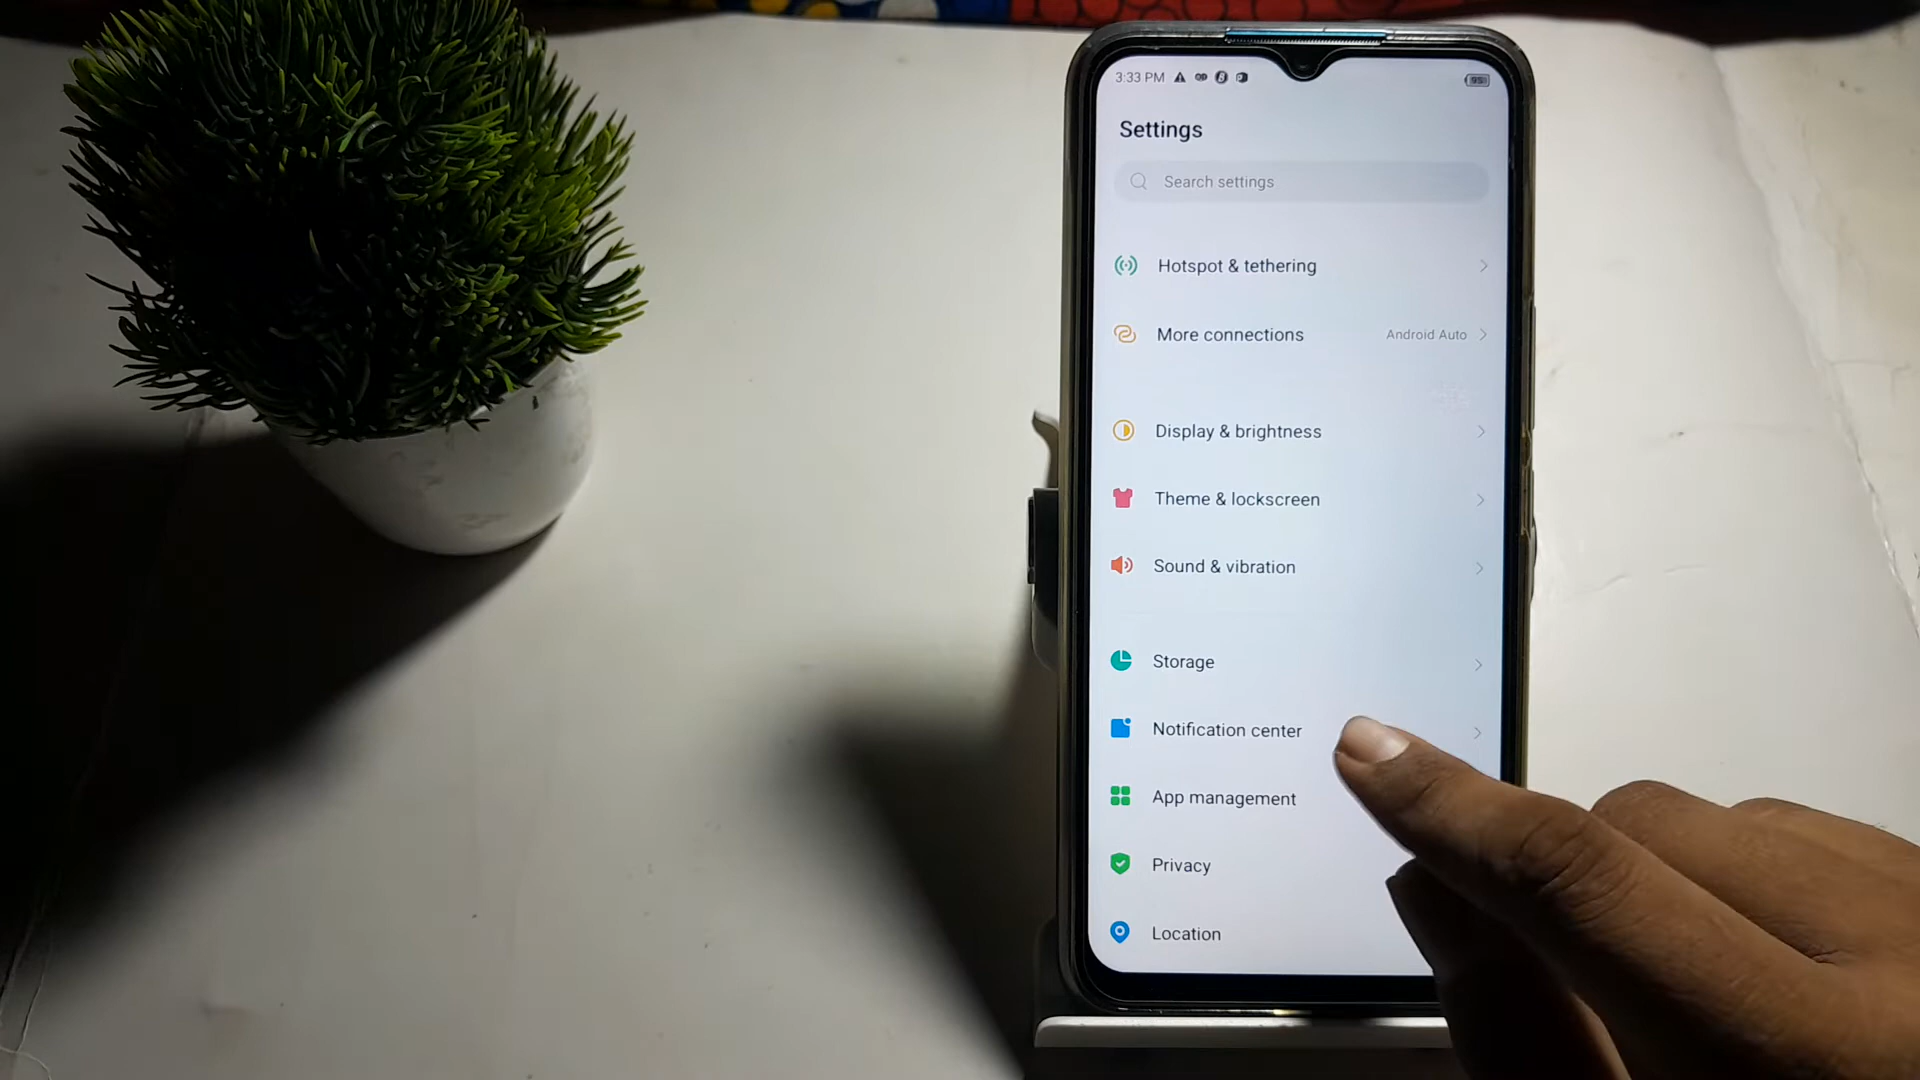 3:33 PM
95
Settings
Search settings
Hotspot & tethering
More connections Android Auto
Display & brightness
Theme & lockscreen
Sound & vibration
Storage
Notification center
App management
Privacy
Location